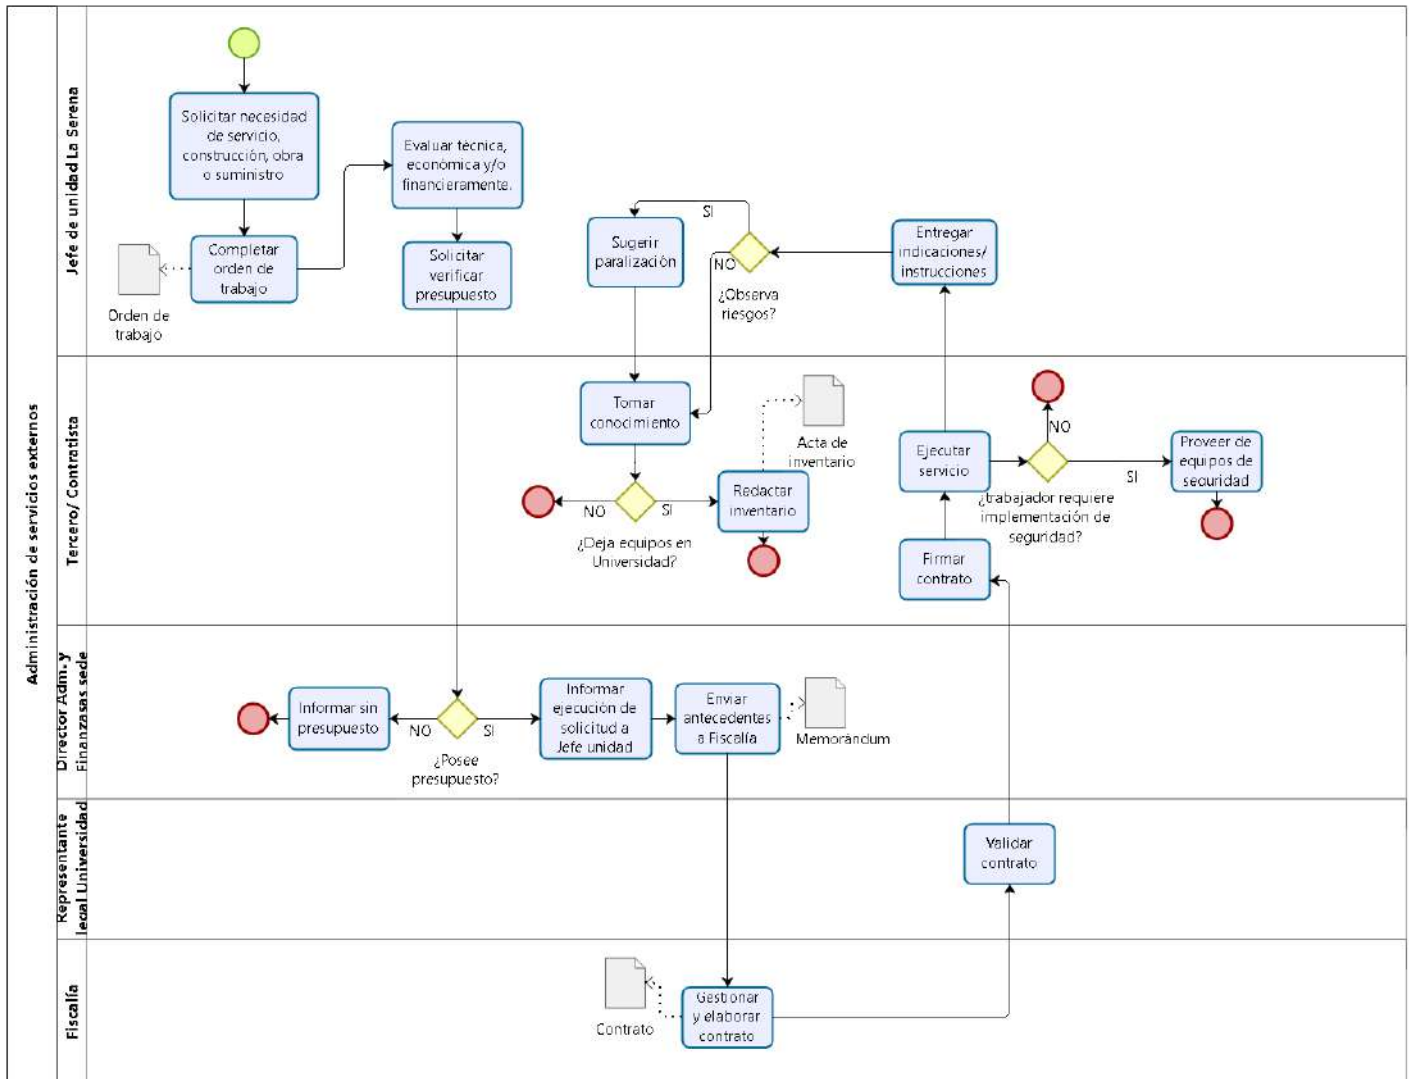 Administración de servicios externos
Jefe de unidad La Serena
Solicitar necesidad
de servicio,
construcción, obra
o suministro
Completar
orden de
trabajo
Orden de
trabajo
Evaluar técnica,
económica y/o
financieramente.
Solicitar
verificar
presupuesto
Sugerir
paralización
SI
NO
¿Observa
riesgos?
Entregar
indicaciones/
instrucciones
Tercero/ Contratista
Tomar
conocimiento
NO
SI
¿Deja equipos en
Universidad?
Redactar
inventario
Acta de
inventario
Ejecutar
servicio
NO
SI
¿trabajador requiere
implementación de
seguridad?
Proveer de
equipos de
seguridad
Firmar
contrato
Director Adm. y
Finanzasas sede
Informar sin
presupuesto
NO
SI
¿Posee
presupuesto?
Informar
ejecución de
solicitud a
Jefe unidad
Enviar
antecedentes
a Fiscalía
Memorándum
Representante
legal Universidad
Validar
contrato
Fiscalía
Contrato
Gestionar
y elaborar
contrato